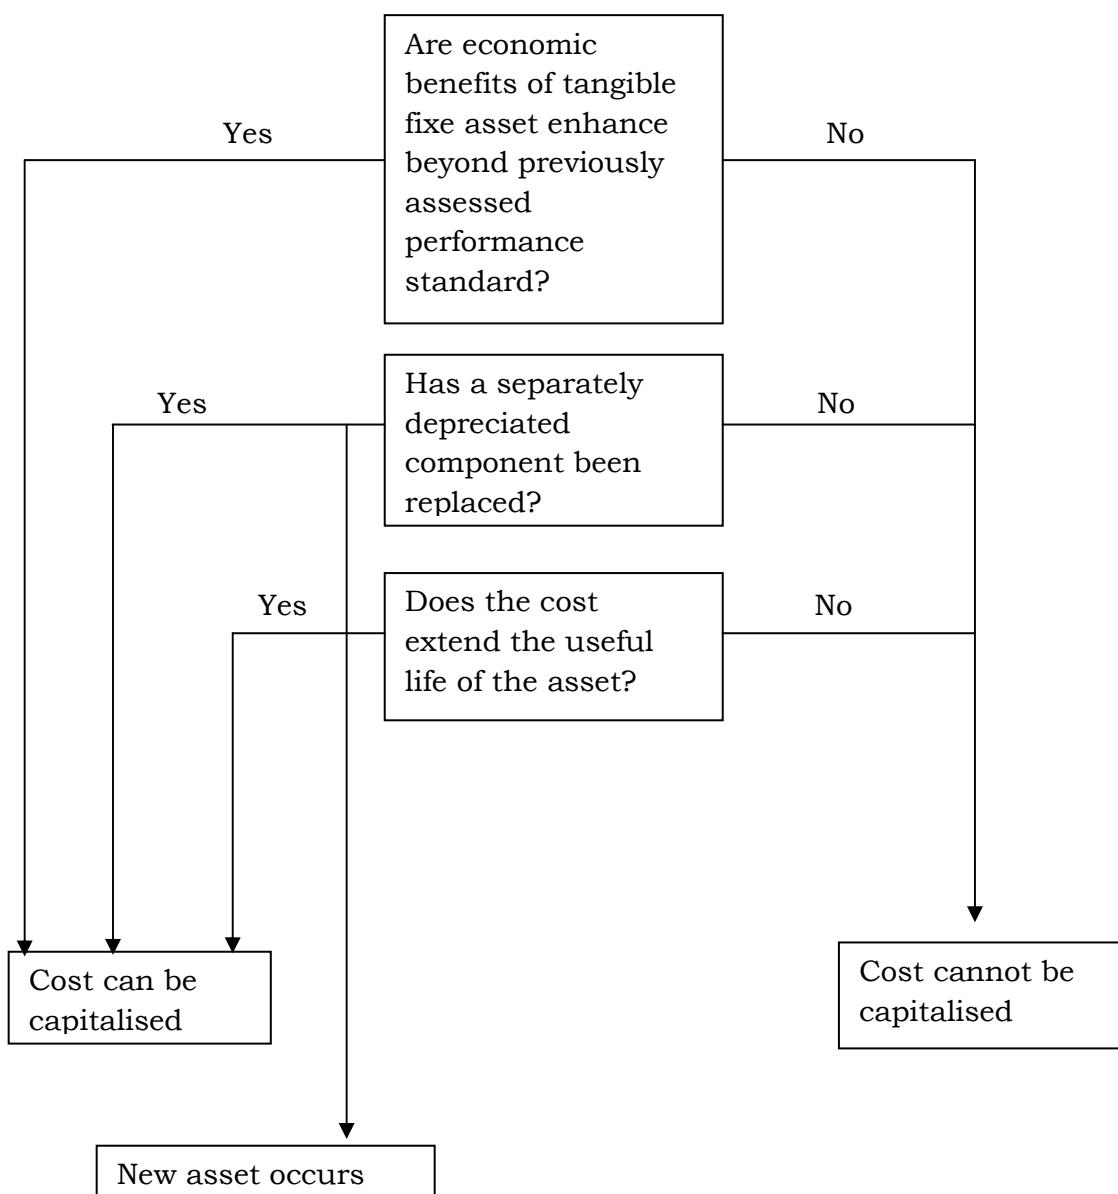 Are economic
benefits of tangible
fixe asset enhance
beyond previously
assessed
performance
standard?
Yes
No
Has a separately
depreciated
component been
replaced?
Yes
No
Does the cost
extend the useful
life of the asset?
Yes
No
Cost can be
capitalised
Cost cannot be
capitalised
New asset occurs